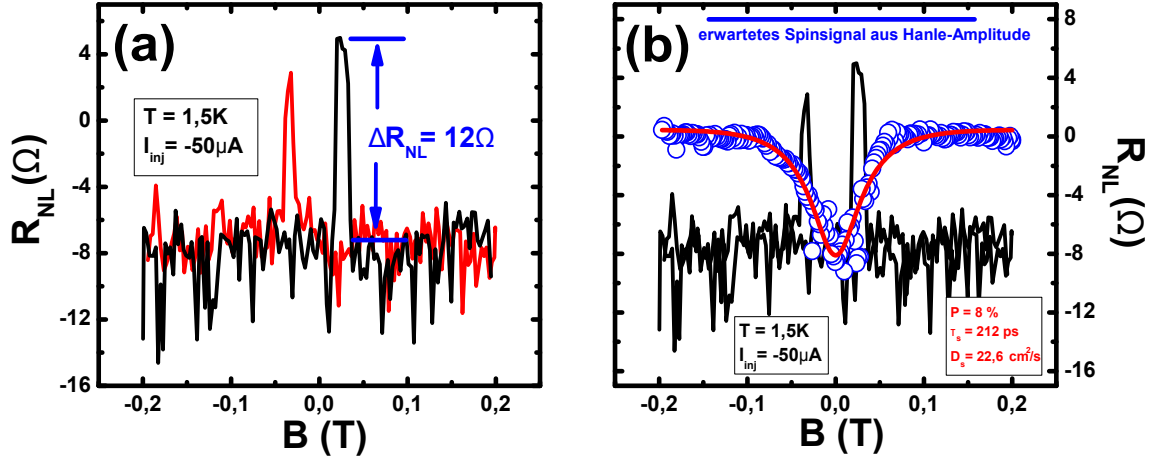 (a)
4
0
-4
-8
-12
-16
R_NL (Ω)
T = 1,5K
I_inj = -50µA
ΔR_NL = 12Ω
-0,2 -0,1 0,0 0,1 0,2
B (T)
(b)
erwartetes Spinsignal aus Hanle-Amplitude
T = 1,5K
I_inj = -50µA
P = 8 %
τ_s = 212 ps
D_s = 22,6 cm²/s
8
4
0
-4
-8
-12
-16
R_NL (Ω)
-0,2 -0,1 0,0 0,1 0,2
B (T)